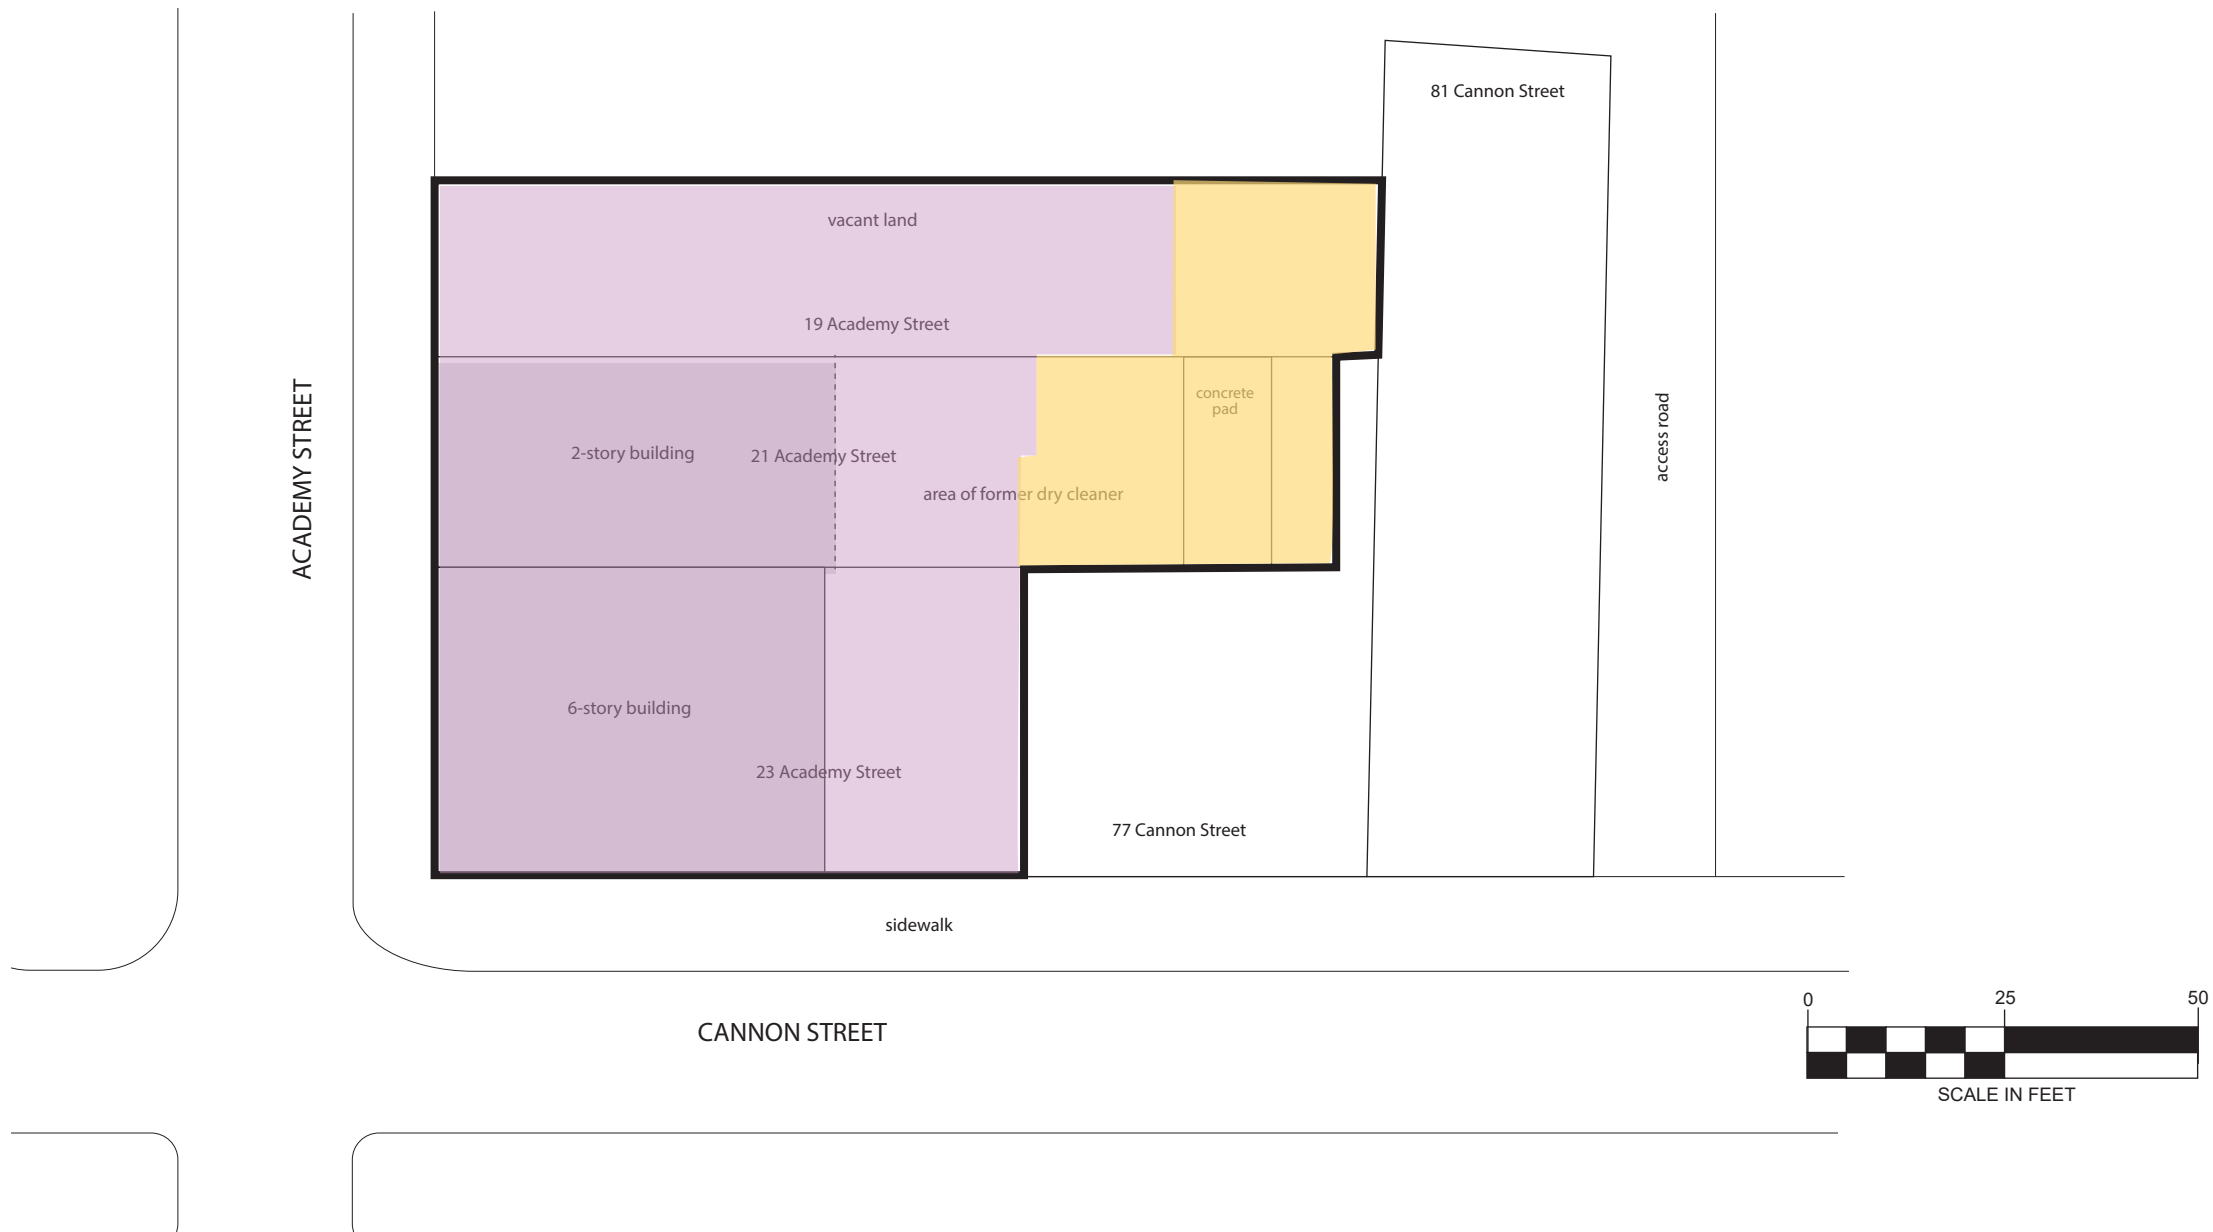 81 Cannon Street
vacant land
19 Academy Street
concrete
pad
ACADEMY STREET
2-story building
21 Academy Street
access road
area of former dry cleaner
6-story building
23 Academy Street
77 Cannon Street
sidewalk
0 25 50
CANNON STREET
SCALE IN FEET